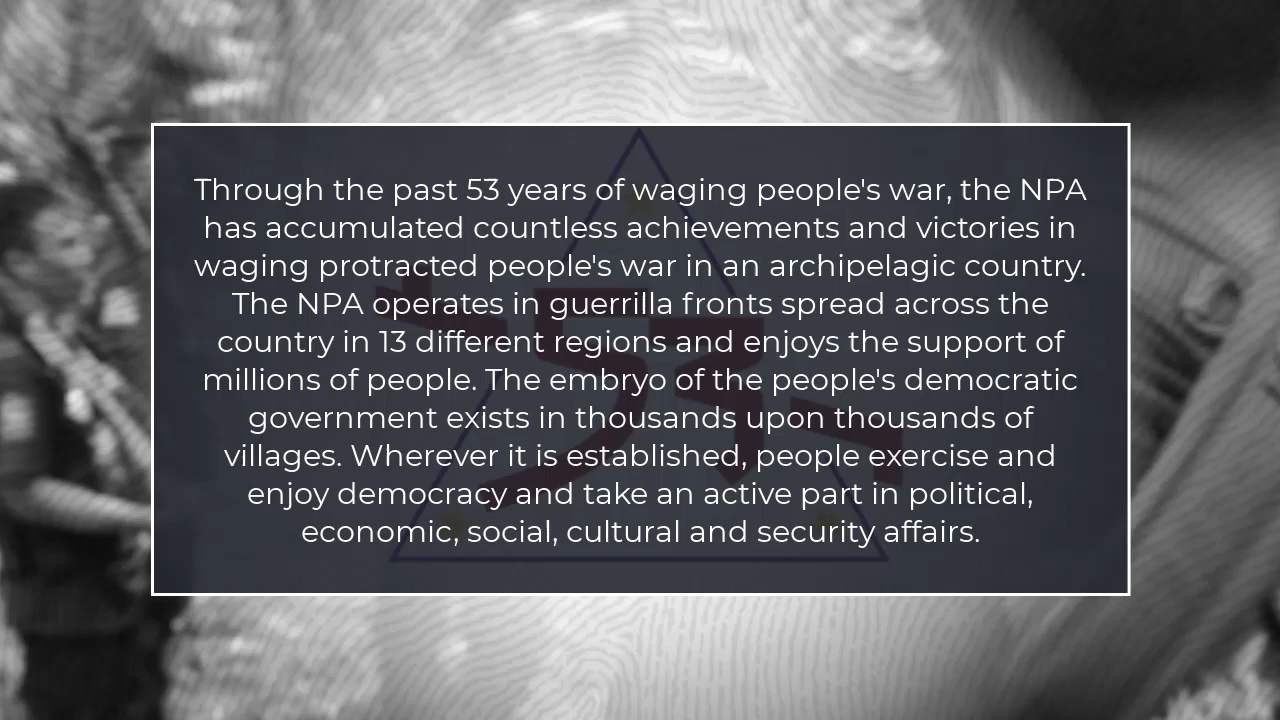 Through the past 53 years of waging people's war, the NPA
has accumulated countless achievements and victories in
waging protracted people's war in an archipelagic country.
The NPA operates in guerrilla fronts spread across the
country in 13 different regions and enjoys the support of
millions of people. The embryo of the people's democratic
government exists in thousands upon thousands of
villages. Wherever it is established, people exercise and
enjoy democracy and take an active part in political,
economic, social, cultural and security affairs.